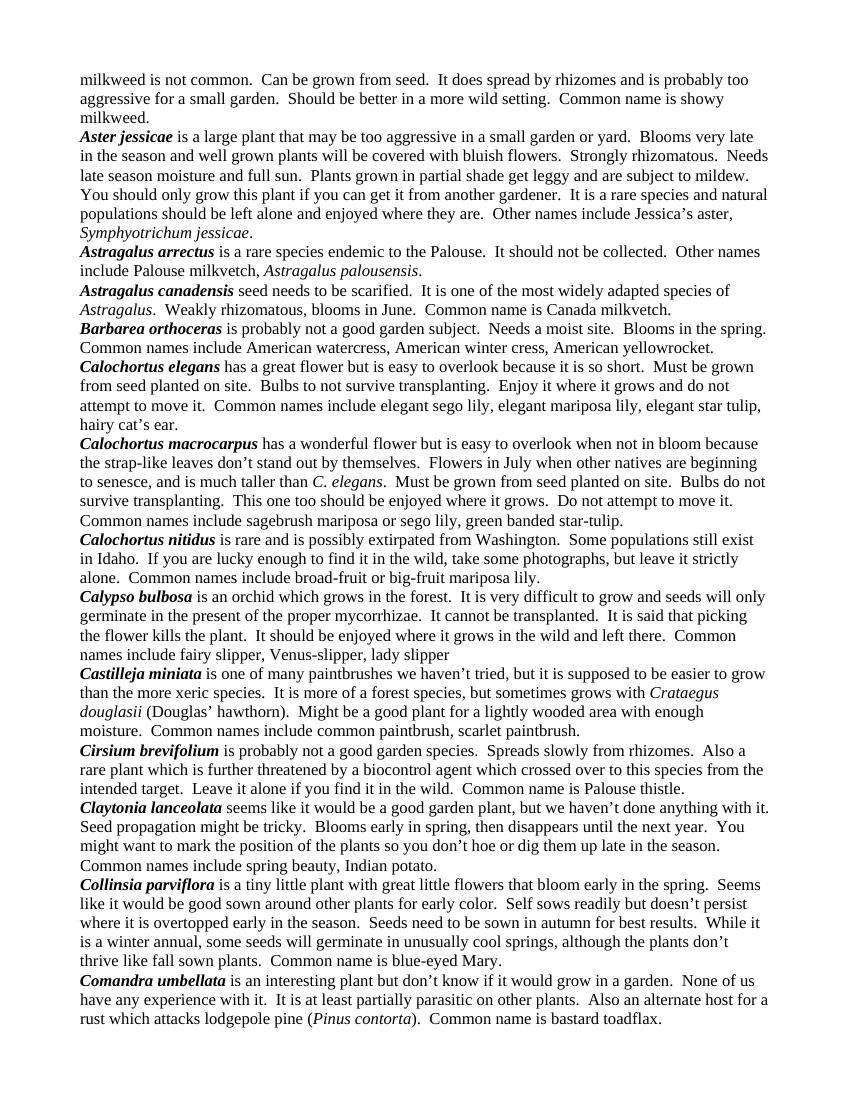 milkweed is not common.  Can be grown from seed.  It does spread by rhizomes and is probably too
aggressive for a small garden.  Should be better in a more wild setting.  Common name is showy
milkweed.
Aster jessicae is a large plant that may be too aggressive in a small garden or yard.  Blooms very late
in the season and well grown plants will be covered with bluish flowers.  Strongly rhizomatous.  Needs
late season moisture and full sun.  Plants grown in partial shade get leggy and are subject to mildew.
You should only grow this plant if you can get it from another gardener.  It is a rare species and natural
populations should be left alone and enjoyed where they are.  Other names include Jessica’s aster,
Symphyotrichum jessicae.
Astragalus arrectus is a rare species endemic to the Palouse.  It should not be collected.  Other names
include Palouse milkvetch, Astragalus palousensis.
Astragalus canadensis seed needs to be scarified.  It is one of the most widely adapted species of
Astragalus.  Weakly rhizomatous, blooms in June.  Common name is Canada milkvetch.
Barbarea orthoceras is probably not a good garden subject.  Needs a moist site.  Blooms in the spring.
Common names include American watercress, American winter cress, American yellowrocket.
Calochortus elegans has a great flower but is easy to overlook because it is so short.  Must be grown
from seed planted on site.  Bulbs to not survive transplanting.  Enjoy it where it grows and do not
attempt to move it.  Common names include elegant sego lily, elegant mariposa lily, elegant star tulip,
hairy cat’s ear.
Calochortus macrocarpus has a wonderful flower but is easy to overlook when not in bloom because
the strap-like leaves don’t stand out by themselves.  Flowers in July when other natives are beginning
to senesce, and is much taller than C. elegans.  Must be grown from seed planted on site.  Bulbs do not
survive transplanting.  This one too should be enjoyed where it grows.  Do not attempt to move it.
Common names include sagebrush mariposa or sego lily, green banded star-tulip.
Calochortus nitidus is rare and is possibly extirpated from Washington.  Some populations still exist
in Idaho.  If you are lucky enough to find it in the wild, take some photographs, but leave it strictly
alone.  Common names include broad-fruit or big-fruit mariposa lily.
Calypso bulbosa is an orchid which grows in the forest.  It is very difficult to grow and seeds will only
germinate in the present of the proper mycorrhizae.  It cannot be transplanted.  It is said that picking
the flower kills the plant.  It should be enjoyed where it grows in the wild and left there.  Common
names include fairy slipper, Venus-slipper, lady slipper
Castilleja miniata is one of many paintbrushes we haven’t tried, but it is supposed to be easier to grow
than the more xeric species.  It is more of a forest species, but sometimes grows with Crataegus
douglasii (Douglas’ hawthorn).  Might be a good plant for a lightly wooded area with enough
moisture.  Common names include common paintbrush, scarlet paintbrush.
Cirsium brevifolium is probably not a good garden species.  Spreads slowly from rhizomes.  Also a
rare plant which is further threatened by a biocontrol agent which crossed over to this species from the
intended target.  Leave it alone if you find it in the wild.  Common name is Palouse thistle.
Claytonia lanceolata seems like it would be a good garden plant, but we haven’t done anything with it.
Seed propagation might be tricky.  Blooms early in spring, then disappears until the next year.  You
might want to mark the position of the plants so you don’t hoe or dig them up late in the season.
Common names include spring beauty, Indian potato.
Collinsia parviflora is a tiny little plant with great little flowers that bloom early in the spring.  Seems
like it would be good sown around other plants for early color.  Self sows readily but doesn’t persist
where it is overtopped early in the season.  Seeds need to be sown in autumn for best results.  While it
is a winter annual, some seeds will germinate in unusually cool springs, although the plants don’t
thrive like fall sown plants.  Common name is blue-eyed Mary.
Comandra umbellata is an interesting plant but don’t know if it would grow in a garden.  None of us
have any experience with it.  It is at least partially parasitic on other plants.  Also an alternate host for a
rust which attacks lodgepole pine (Pinus contorta).  Common name is bastard toadflax.